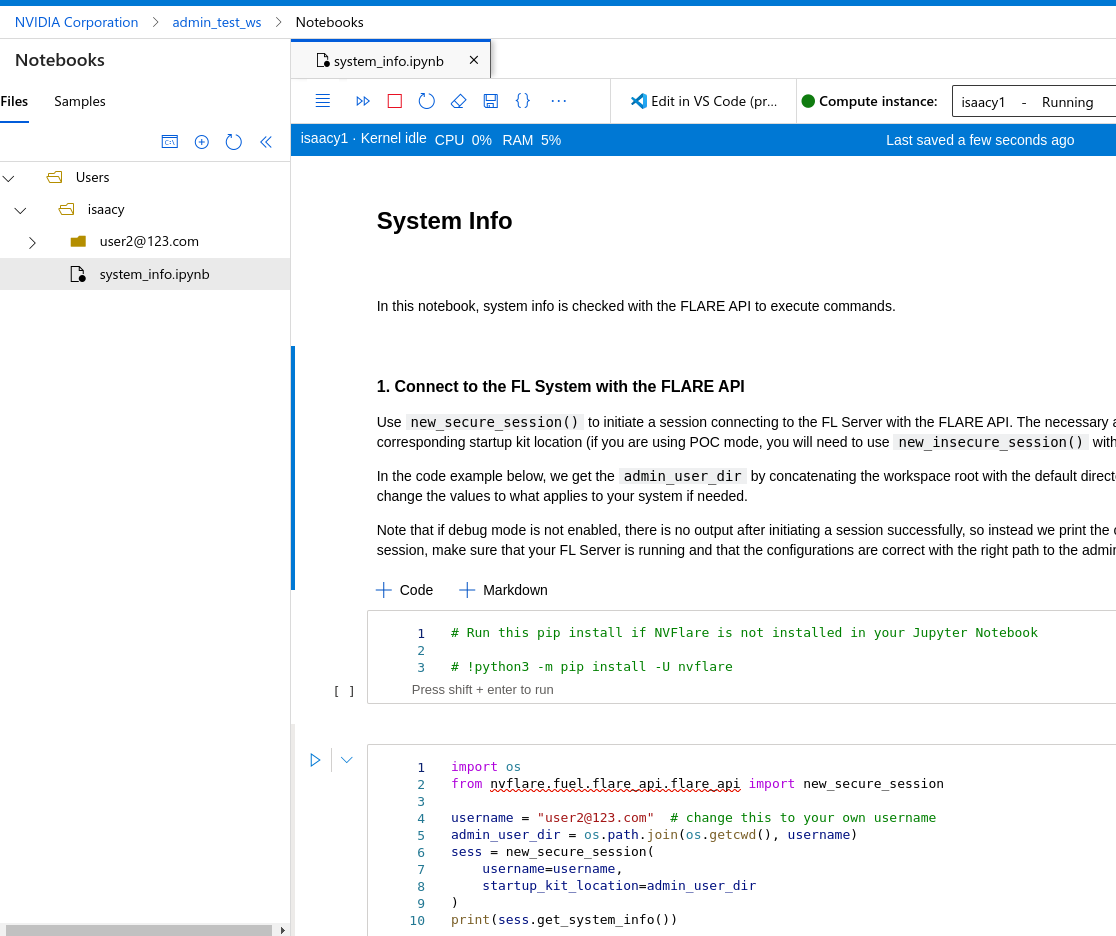 NVIDIA Corporation > admin_test_ws > Notebooks
Notebooks
Files Samples
Users
isaacy
user2@123.com
system_info.ipynb
system_info.ipynb ×
Edit in VS Code (pr... Compute instance: isaacy1 - Running
isaacy1 · Kernel idle CPU 0% RAM 5% Last saved a few seconds ago
System Info
In this notebook, system info is checked with the FLARE API to execute commands.
1. Connect to the FL System with the FLARE API
Use new_secure_session() to initiate a session connecting to the FL Server with the FLARE API. The necessary a
corresponding startup kit location (if you are using POC mode, you will need to use new_insecure_session() with
In the code example below, we get the admin_user_dir by concatenating the workspace root with the default direct
change the values to what applies to your system if needed.
Note that if debug mode is not enabled, there is no output after initiating a session successfully, so instead we print the
session, make sure that your FL Server is running and that the configurations are correct with the right path to the admi
+ Code + Markdown
1 # Run this pip install if NVFlare is not installed in your Jupyter Notebook
2
3 # !python3 -m pip install -U nvflare
[ ] Press shift + enter to run
1 import os
2 from nvflare.fuel.flare_api.flare_api import new_secure_session
3
4 username = "user2@123.com"  # change this to your own username
5 admin_user_dir = os.path.join(os.getcwd(), username)
6 sess = new_secure_session(
7     username=username,
8     startup_kit_location=admin_user_dir
9 )
10 print(sess.get_system_info())